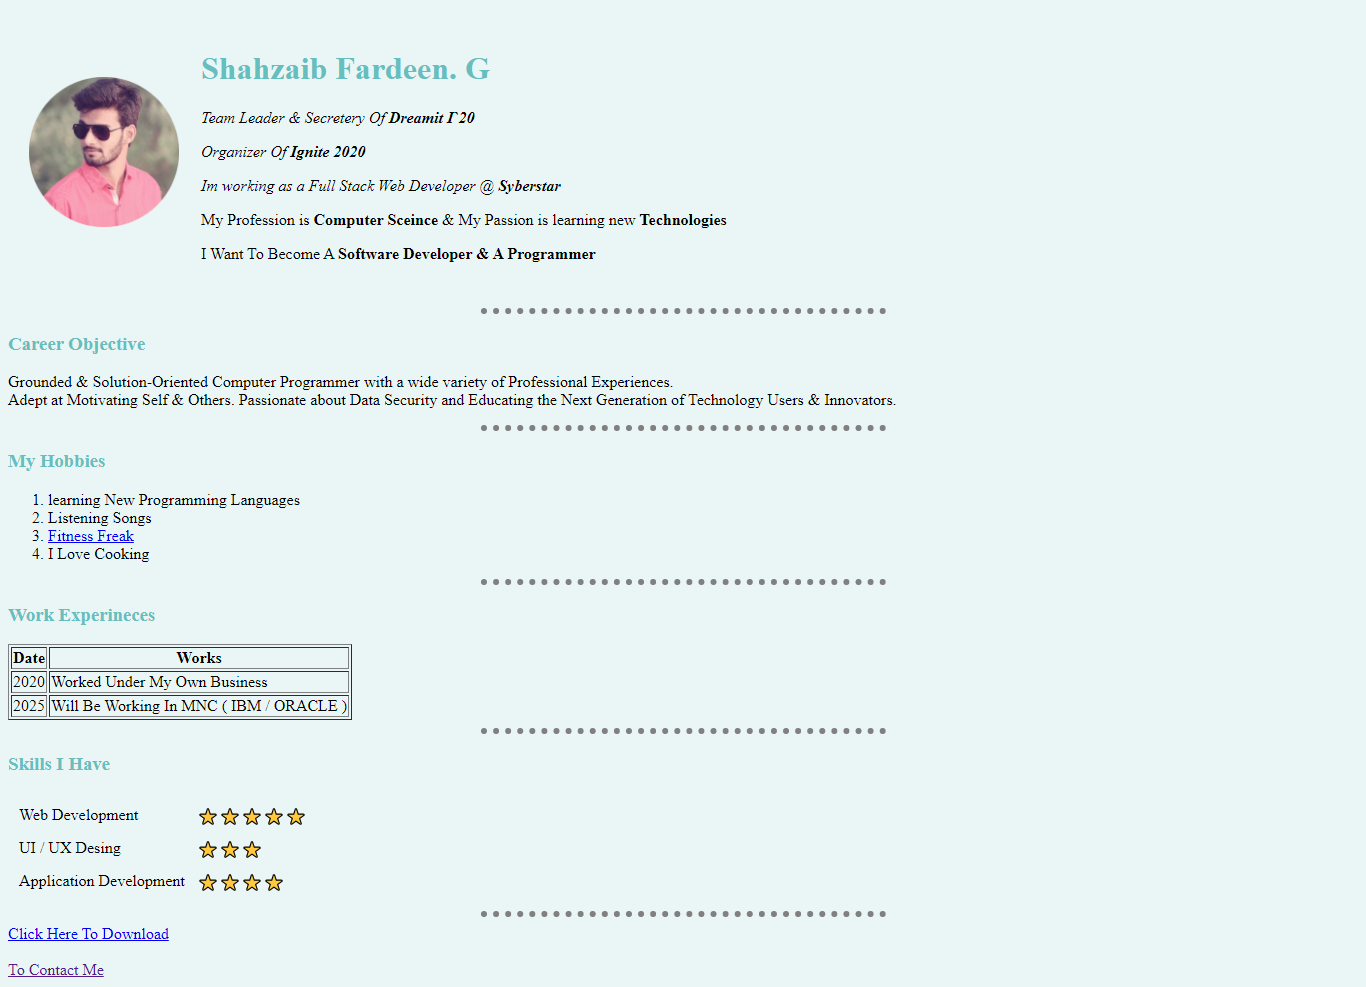 Shahzaib Fardeen. G
Team Leader & Secretery Of Dreamit Γ 20
Organizer Of Ignite 2020
Im working as a Full Stack Web Developer @ Syberstar
My Profession is Computer Sceince & My Passion is learning new Technologies
I Want To Become A Software Developer & A Programmer
Career Objective
Grounded & Solution-Oriented Computer Programmer with a wide variety of Professional Experiences.
Adept at Motivating Self & Others. Passionate about Data Security and Educating the Next Generation of Technology Users & Innovators.
My Hobbies
1. learning New Programming Languages
2. Listening Songs
3. Fitness Freak
4. I Love Cooking
Work Experineces
Date Works
2020 Worked Under My Own Business
2025 Will Be Working In MNC ( IBM / ORACLE )
Skills I Have
Web Development
UI / UX Desing
Application Development
Click Here To Download
To Contact Me